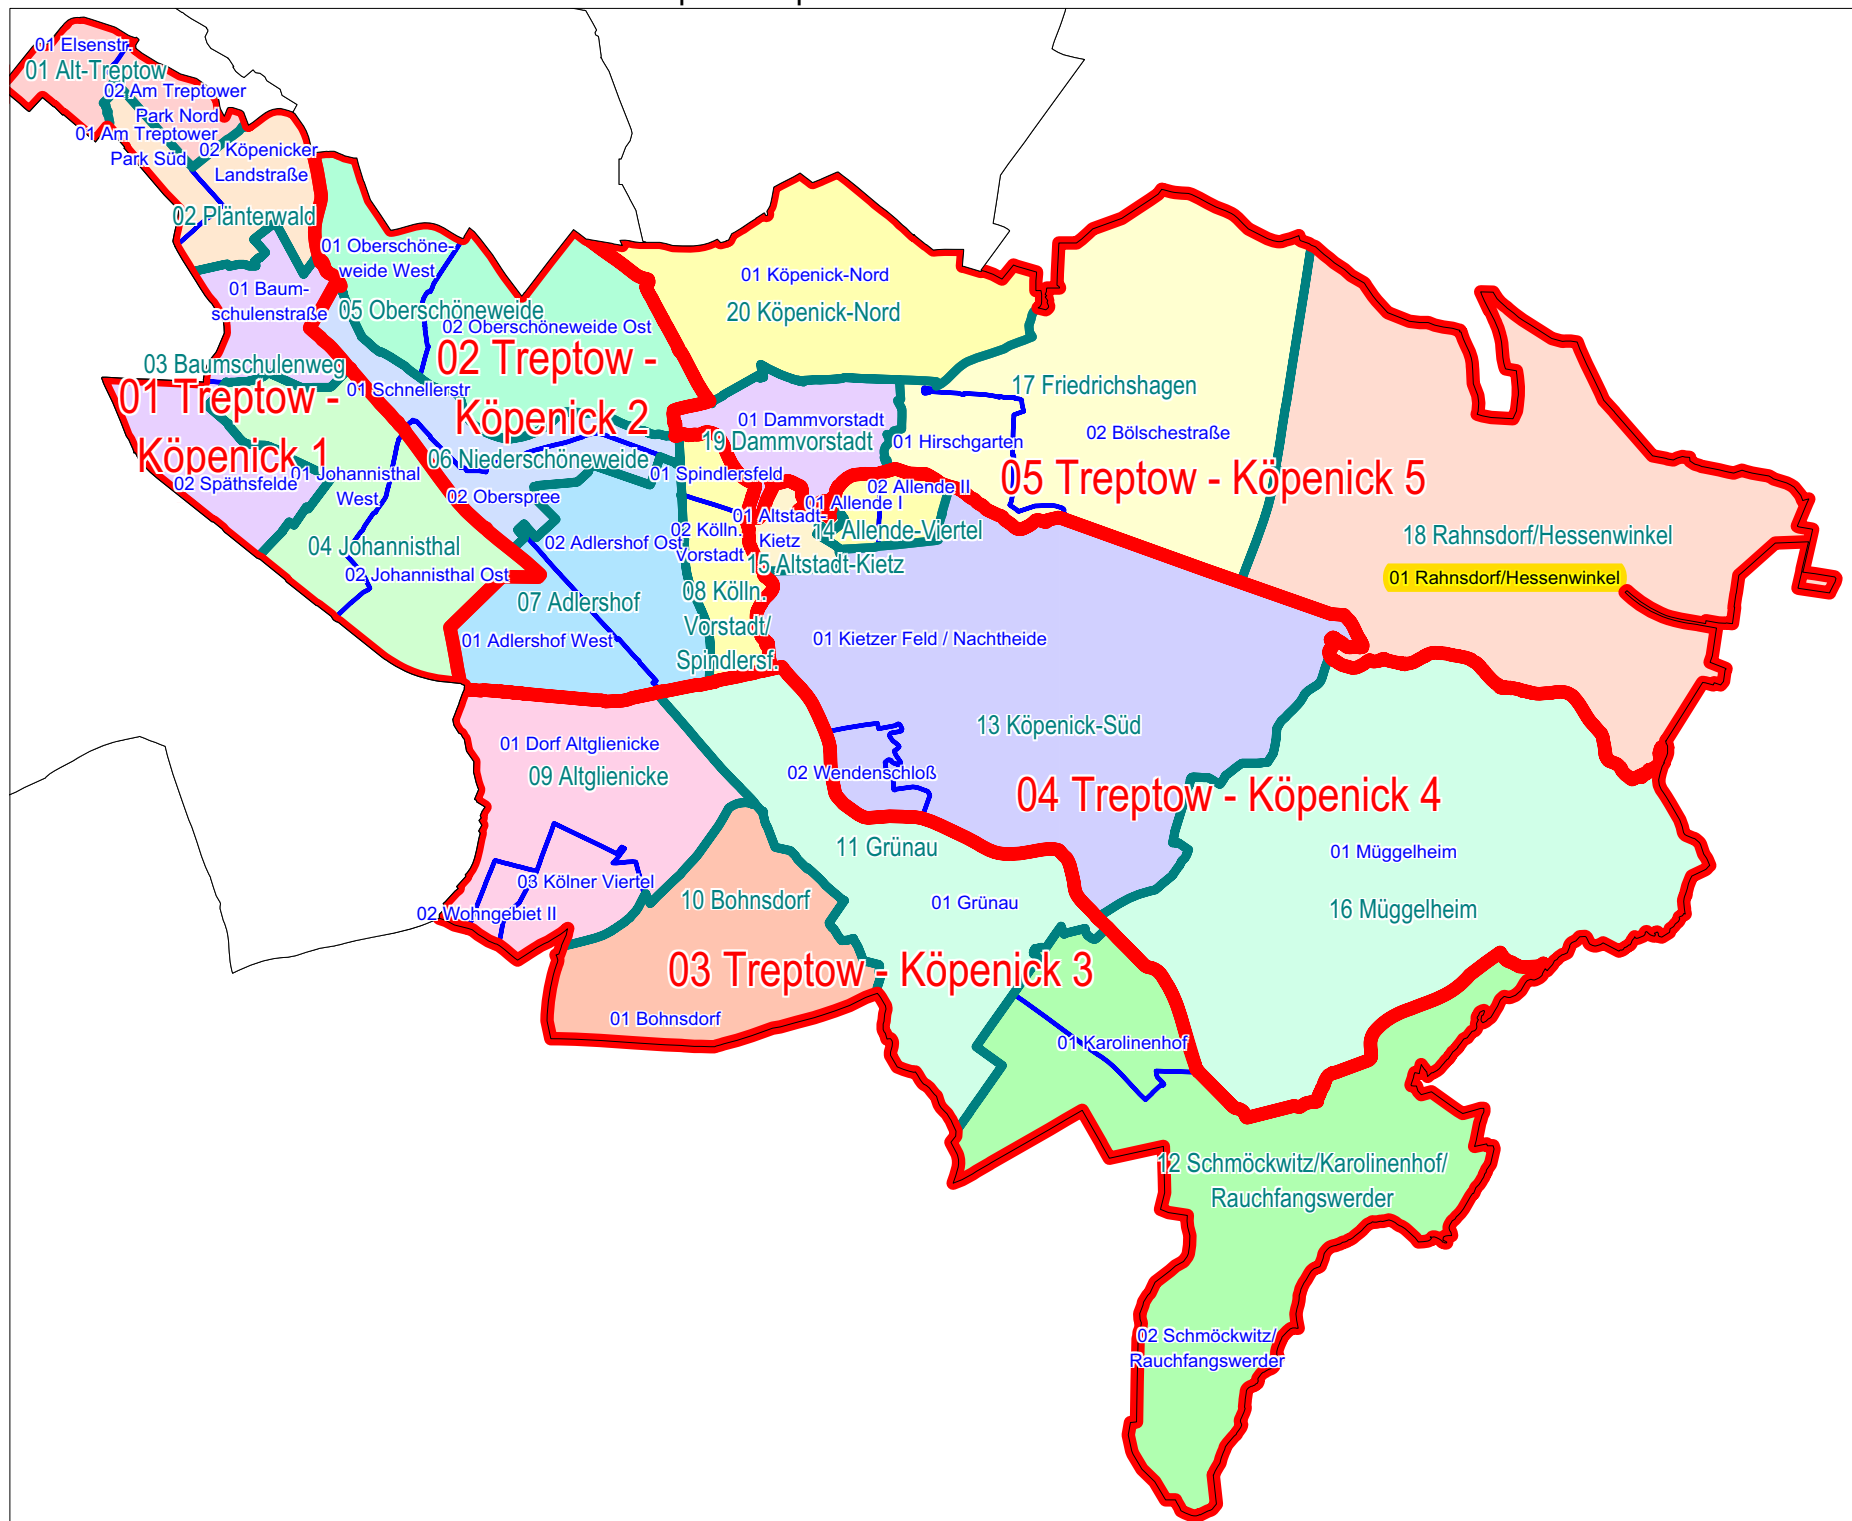 01 Elsenstr.
01 Alt-Treptow
02 Am Treptower
Park Nord
01 Am Treptower
Park Süd
02 Köpenicker
Landstraße
02 Plänterwald
01 Oberschöne-
weide West
05 Oberschöneweide
02 Oberschöneweide Ost
01 Baum-
schulenstraße
03 Baumschulenweg
01 Treptow -
Köpenick 1
02 Späthsfelde
01 Johannisthal
West
04 Johannisthal
02 Johannisthal Ost
01 Schnellerstr
02 Treptow -
Köpenick 2
06 Niederschöneweide
02 Oberspree
02 Adlershof Ost
07 Adlershof
01 Adlershof West
01 Spindlersfeld
02 Kölln.
Vorstadt
08 Kölln.
Vorstadt/
Spindlersf.
01 Köpenick-Nord
20 Köpenick-Nord
01 Dammvorstadt
19 Dammvorstadt
01 Altstadt-
Kietz
15 Altstadt-Kietz
01 Allende I
02 Allende II
14 Allende-Viertel
01 Hirschgarten
17 Friedrichshagen
02 Bölschestraße
05 Treptow - Köpenick 5
18 Rahnsdorf/Hessenwinkel
01 Rahnsdorf/Hessenwinkel
01 Kietzer Feld / Nachtheide
13 Köpenick-Süd
02 Wendenschloß
04 Treptow - Köpenick 4
01 Müggelheim
16 Müggelheim
01 Dorf Altglienicke
09 Altglienicke
03 Kölner Viertel
02 Wohngebiet II
10 Bohnsdorf
01 Bohnsdorf
11 Grünau
01 Grünau
03 Treptow - Köpenick 3
01 Karolinenhof
12 Schmöckwitz/Karolinenhof/
Rauchfangswerder
02 Schmöckwitz/
Rauchfangswerder